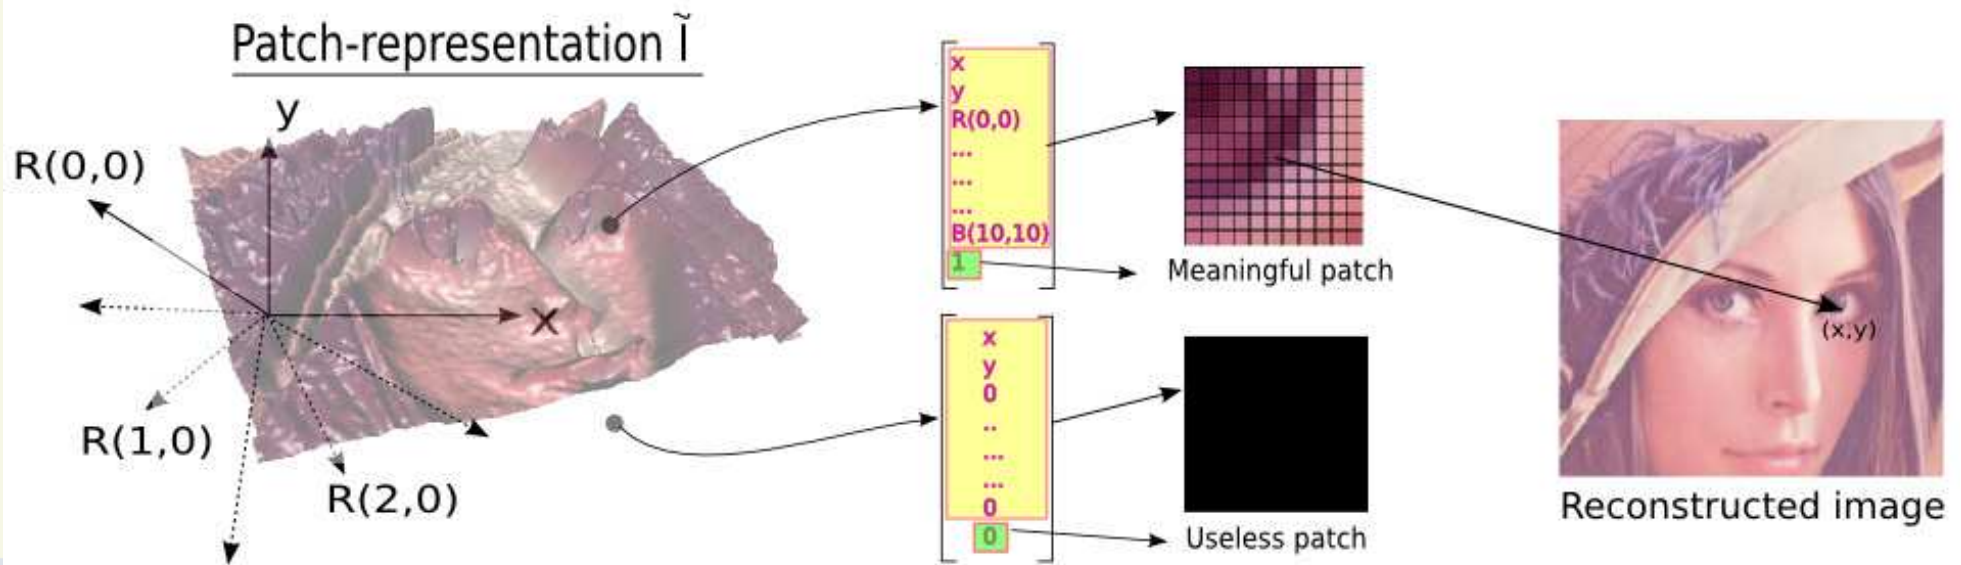 Patch-representation Ĩ
y
R(0,0)
x
R(1,0)
R(2,0)
x
y
R(0,0)
...
...
...
B(10,10)
1
Meaningful patch
x
y
0
..
...
...
0
0
Useless patch
(x,y)
Reconstructed image